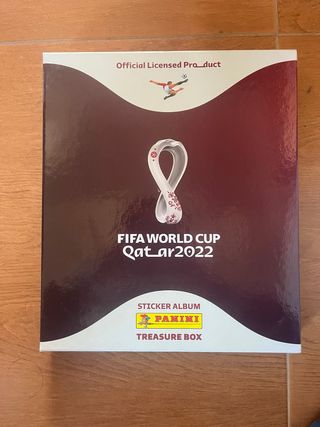 Official Licensed Product
FIFA WORLD CUP
Qatar2022
STICKER ALBUM
PANINI
TREASURE BOX